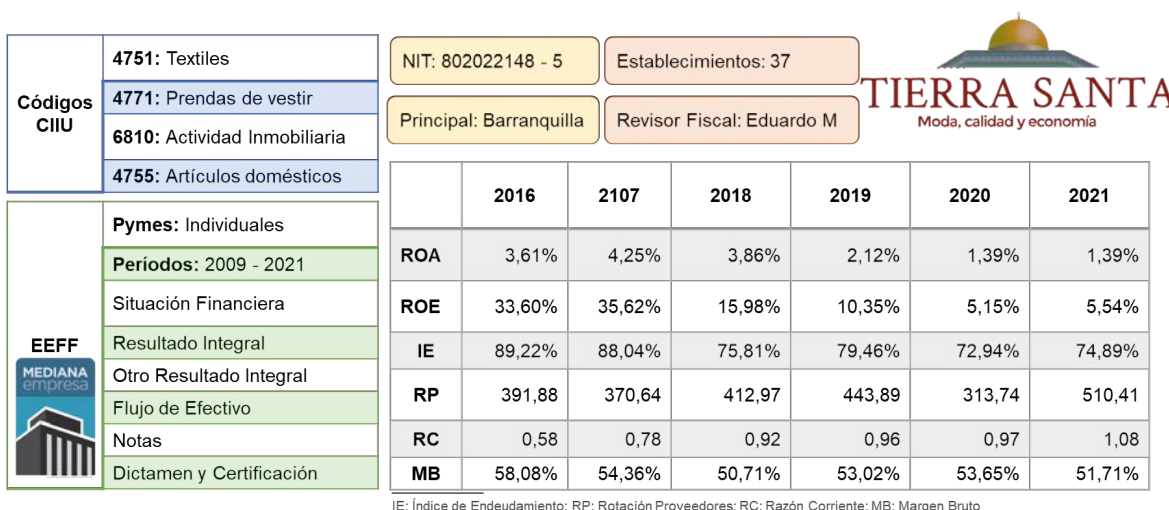 Códigos CIIU
4751: Textiles
4771: Prendas de vestir
6810: Actividad Inmobiliaria
4755: Artículos domésticos
EEFF
MEDIANA
empresa
Pymes: Individuales
Períodos: 2009 - 2021
Situación Financiera
Resultado Integral
Otro Resultado Integral
Flujo de Efectivo
Notas
Dictamen y Certificación
NIT: 802022148 - 5
Establecimientos: 37
Principal: Barranquilla
Revisor Fiscal: Eduardo M
TIERRA SANTA
Moda, calidad y economía
2016 2107 2018 2019 2020 2021
ROA 3,61% 4,25% 3,86% 2,12% 1,39% 1,39%
ROE 33,60% 35,62% 15,98% 10,35% 5,15% 5,54%
IE 89,22% 88,04% 75,81% 79,46% 72,94% 74,89%
RP 391,88 370,64 412,97 443,89 313,74 510,41
RC 0,58 0,78 0,92 0,96 0,97 1,08
MB 58,08% 54,36% 50,71% 53,02% 53,65% 51,71%
IE: Índice de Endeudamiento; RP: Rotación Proveedores; RC: Razón Corriente; MB: Margen Bruto